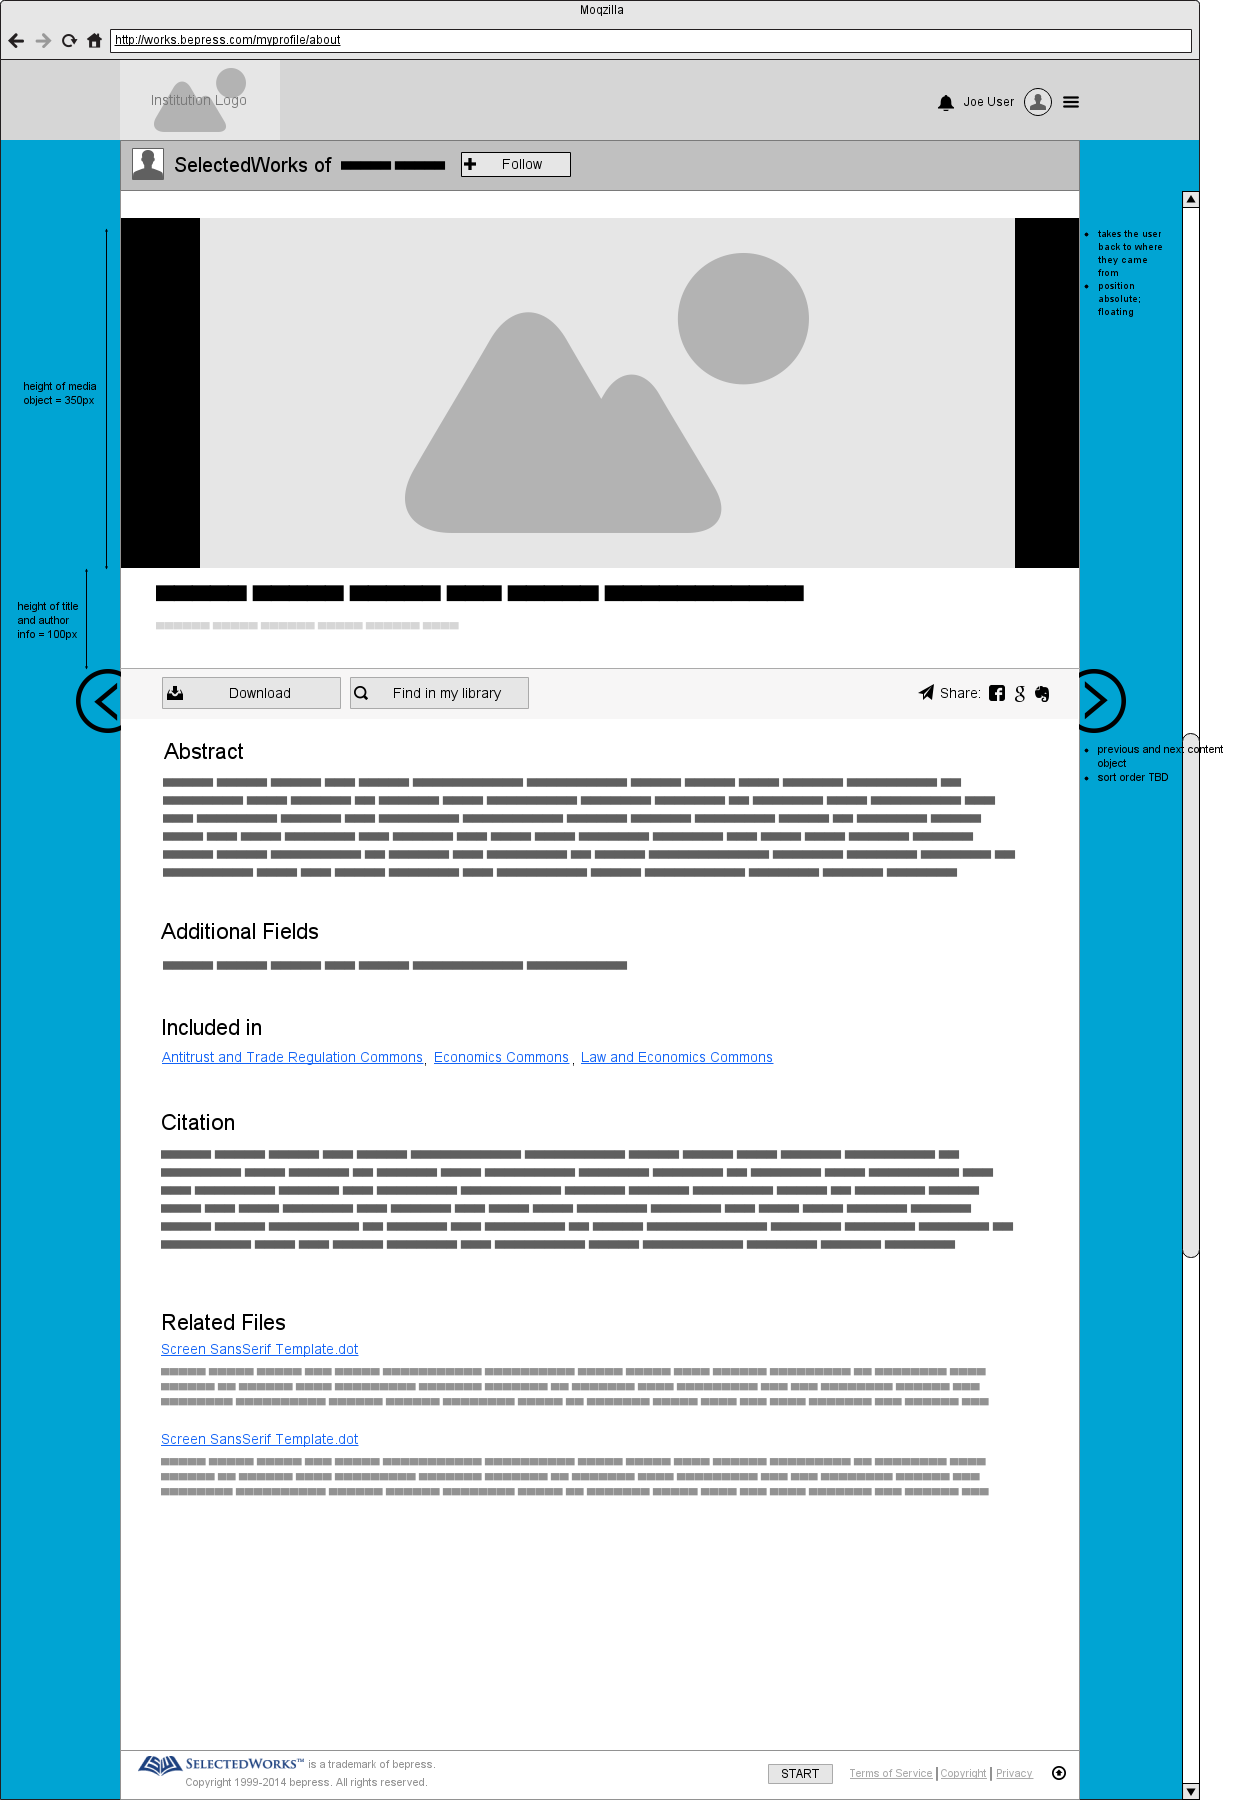 Moqzilla
http://works.bepress.com/myprofile/about
Institution Logo
Joe User
SelectedWorks of
Follow
takes the user
back to where
they came
from
position
absolute;
floating
height of media
object = 350px
height of title
and author
info = 100px
Download
Find in my library
Share:
previous and next content
object
sort order TBD
Abstract
Additional Fields
Included in
Antitrust and Trade Regulation Commons, Economics Commons, Law and Economics Commons
Citation
Related Files
Screen SansSerif Template.dot
Screen SansSerif Template.dot
SELECTEDWORKS™ is a trademark of bepress.
Copyright 1999-2014 bepress. All rights reserved.
START
Terms of Service | Copyright | Privacy